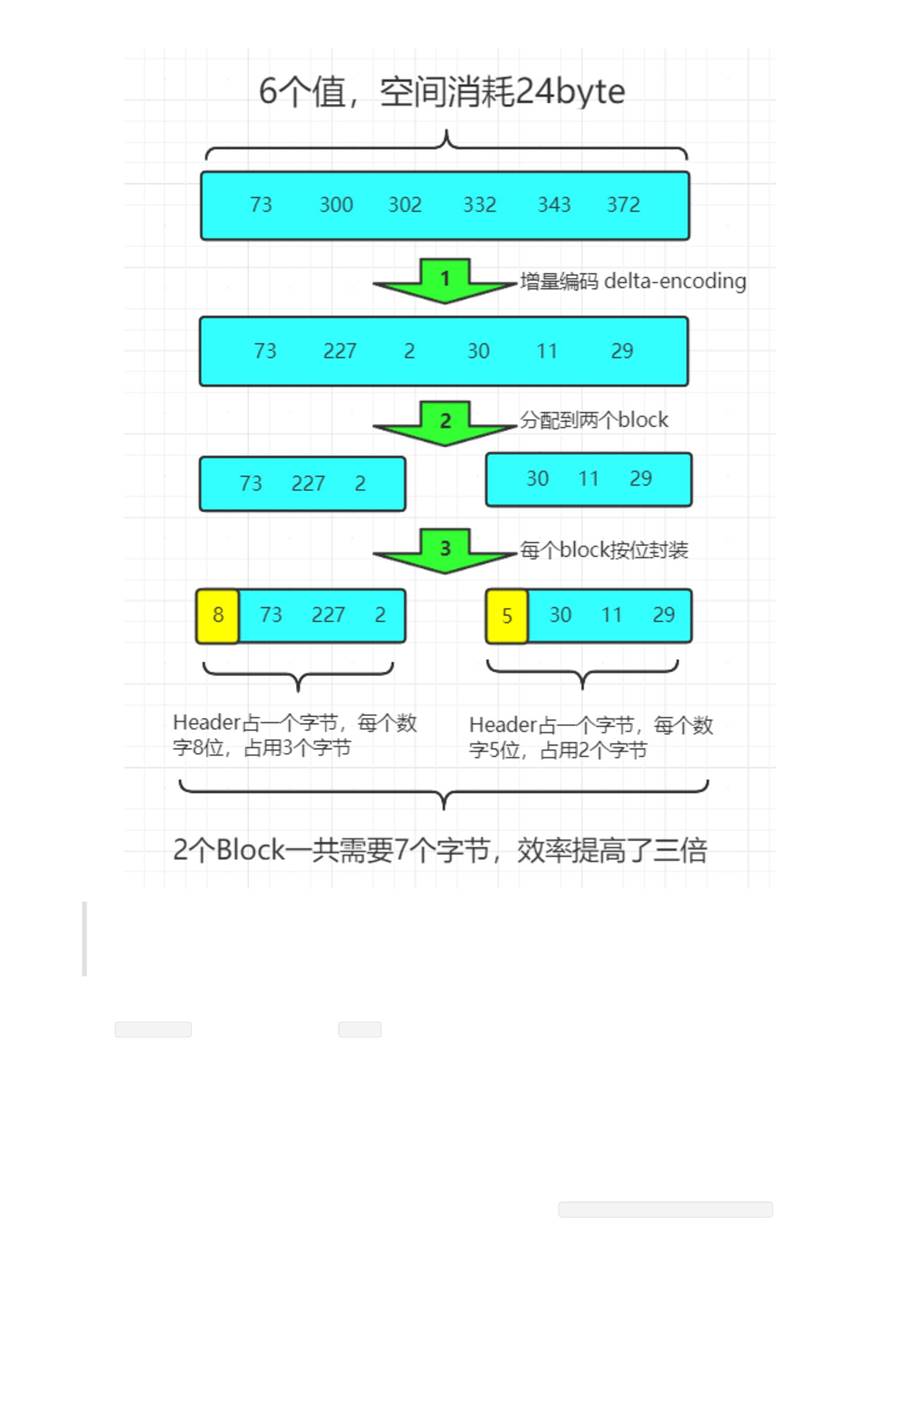 6个值，空间消耗24byte
73 300 302 332 343 372
1 增量编码 delta-encoding
73 227 2 30 11 29
2 分配到两个block
73 227 2 30 11 29
3 每个block按位封装
8 73 227 2 5 30 11 29
Header占一个字节，每个数
字8位，占用3个字节
Header占一个字节，每个数
字5位，占用2个字节
2个Block一共需要7个字节，效率提高了三倍